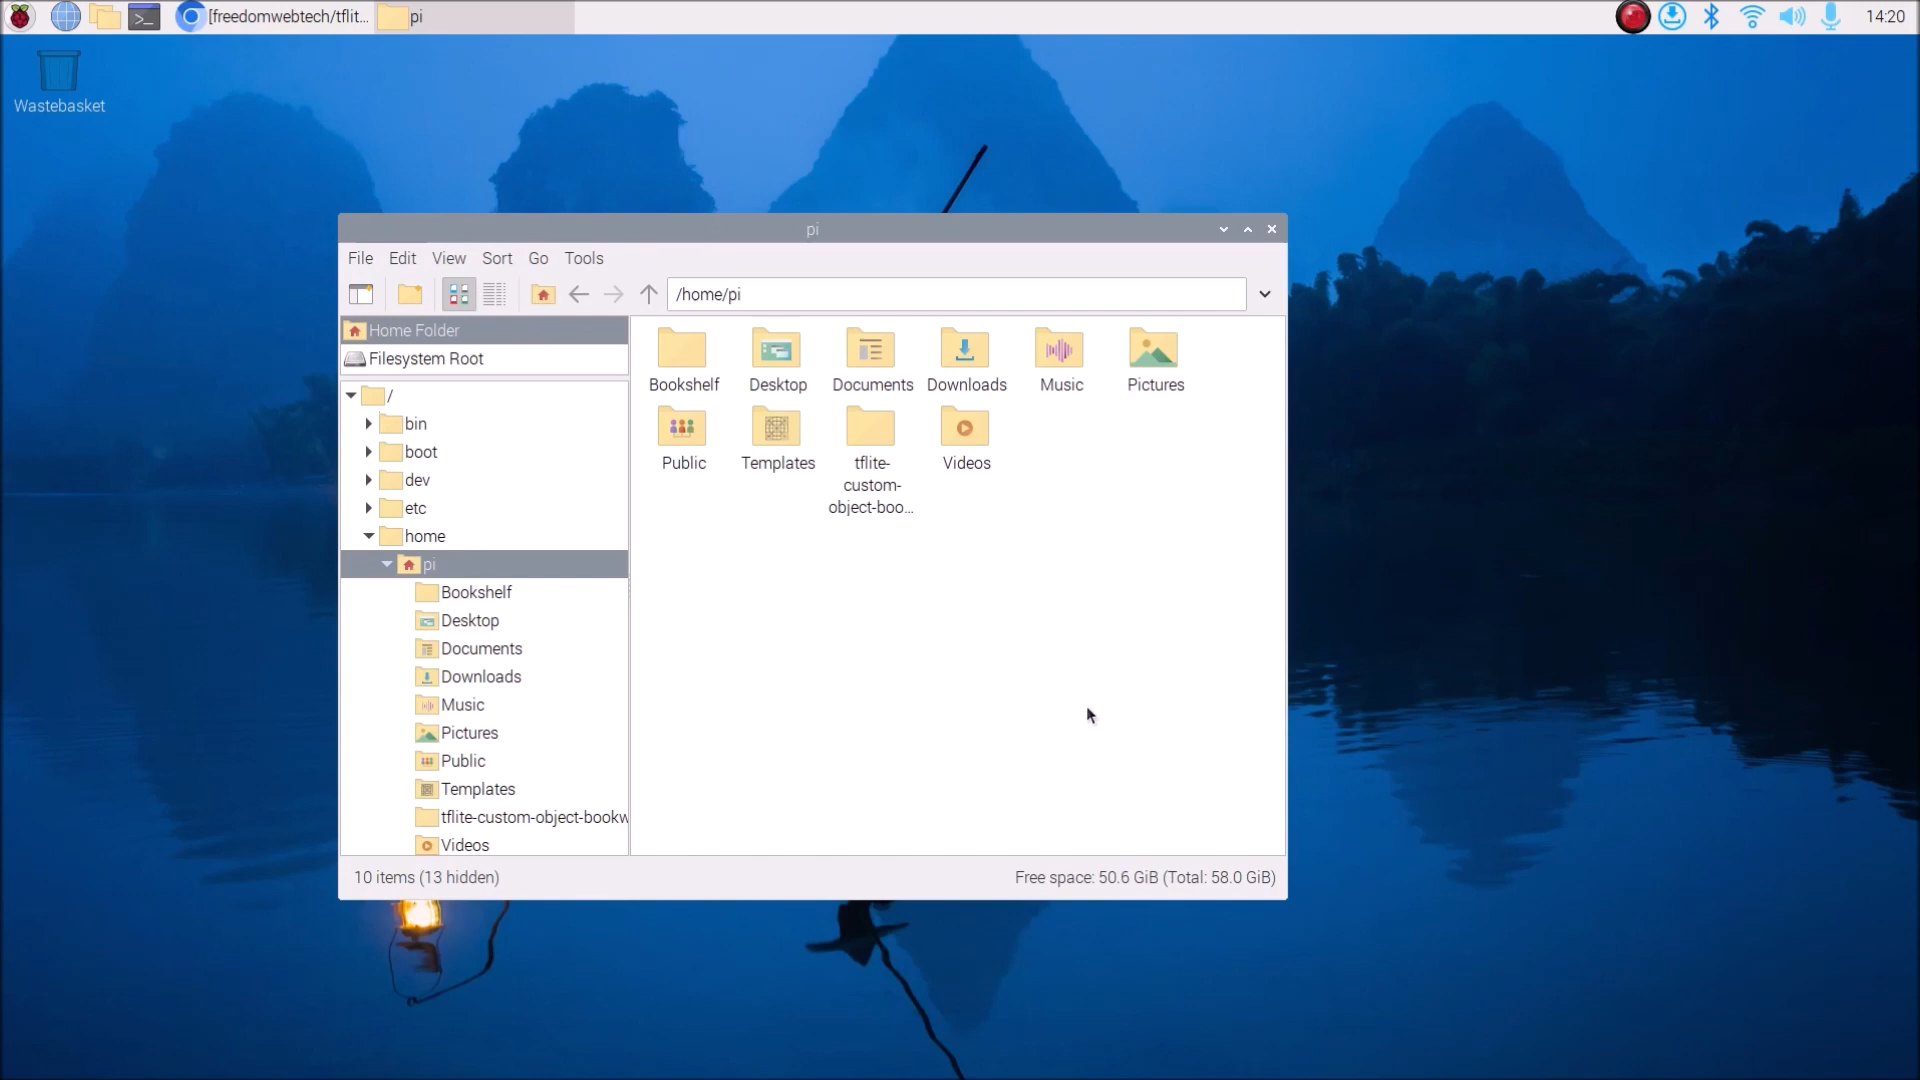 [freedomwebtech/tflit...
pi
14:20
Wastebasket
pi
File Edit View Sort Go Tools
/home/pi
Home Folder
Filesystem Root
/
bin
boot
dev
etc
home
pi
Bookshelf
Desktop
Documents
Downloads
Music
Pictures
Public
Templates
tflite-custom-object-bookw
Videos
Bookshelf
Desktop
Documents
Downloads
Music
Pictures
Public
Templates
tflite-
custom-
object-boo...
Videos
10 items (13 hidden)
Free space: 50.6 GiB (Total: 58.0 GiB)